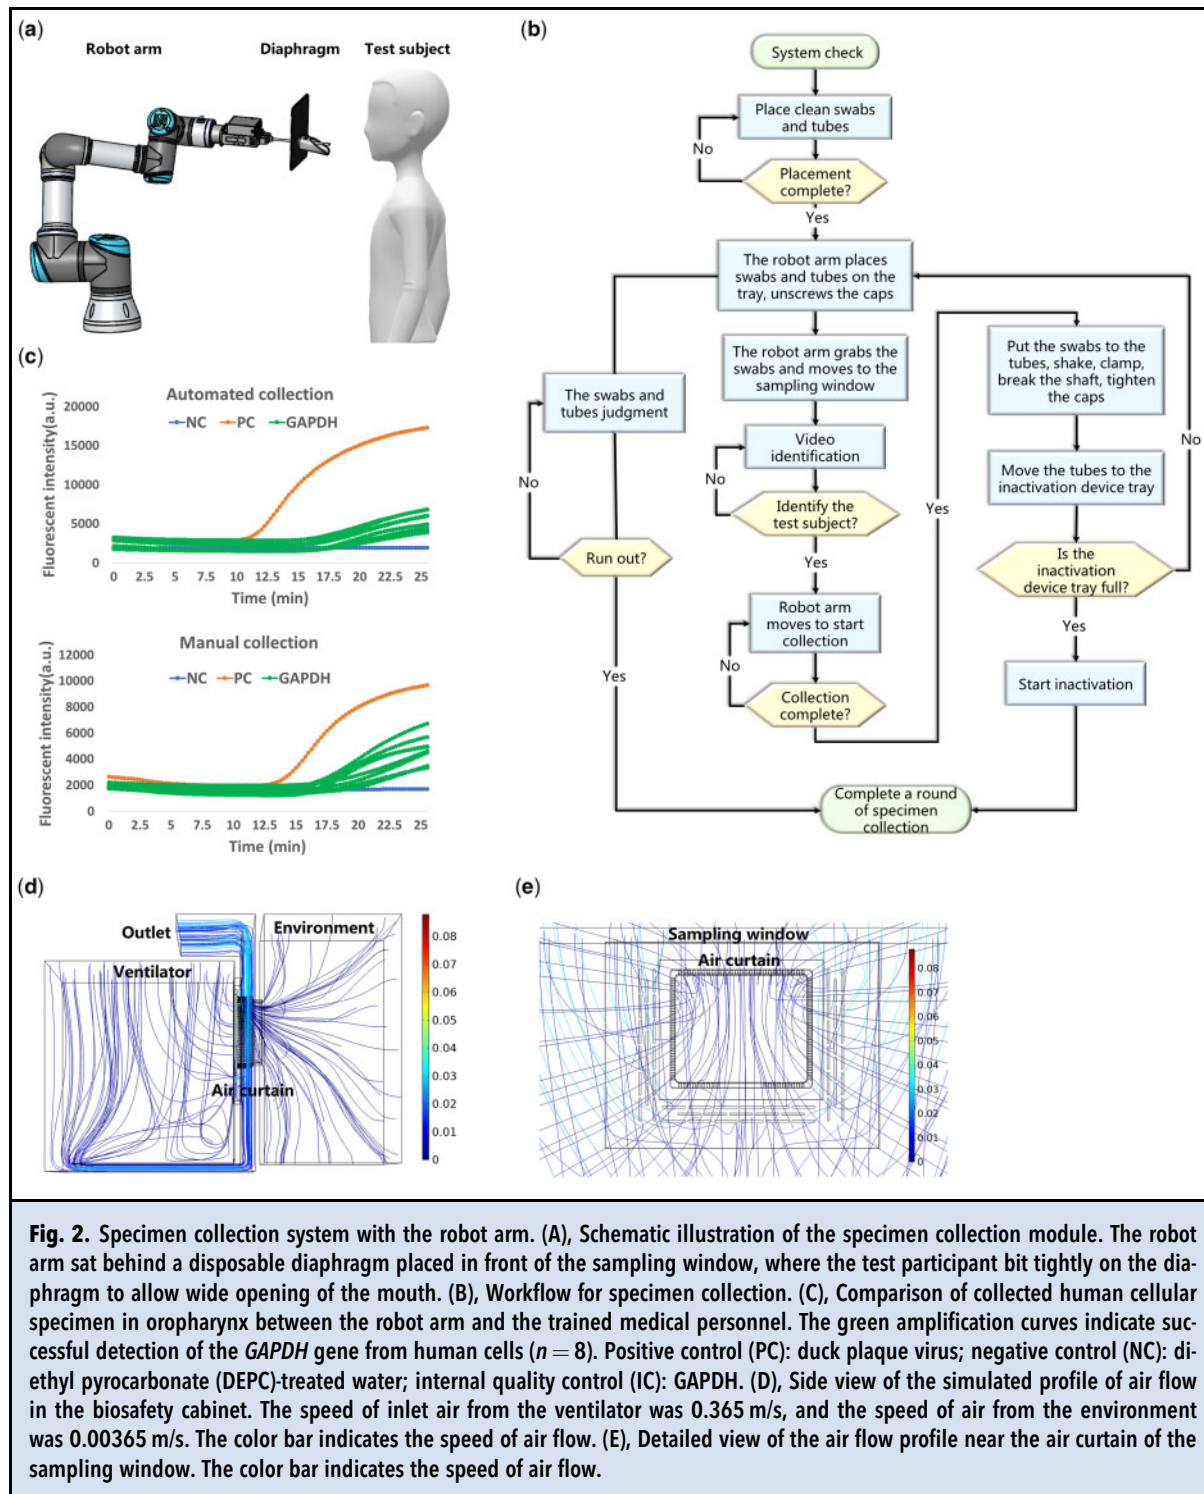 (a)
Robot arm
Diaphragm
Test subject
(b)
System check
Place clean swabs
and tubes
No
Placement
complete?
Yes
The robot arm places
swabs and tubes on the
tray, unscrews the caps
The robot arm grabs the
swabs and moves to the
sampling window
The swabs and
tubes judgment
No
Run out?
Yes
Video
identification
No
Identify the
test subject?
Yes
Robot arm
moves to start
collection
No
Collection
complete?
Yes
Put the swabs to the
tubes, shake, clamp,
break the shaft, tighten
the caps
Move the tubes to the
inactivation device tray
No
Is the
inactivation
device tray full?
Yes
Start inactivation
Complete a round
of specimen
collection
(c)
Automated collection
NC PC GAPDH
Fluorescent intensity(a.u.)
20000
15000
10000
5000
0
0 2.5 5 7.5 10 12.5 15 17.5 20 22.5 25
Time (min)
Manual collection
NC PC GAPDH
Fluorescent intensity(a.u.)
12000
10000
8000
6000
4000
2000
0
0 2.5 5 7.5 10 12.5 15 17.5 20 22.5 25
Time (min)
(d)
Outlet
Environment
Ventilator
Air curtain
0.08
0.07
0.06
0.05
0.04
0.03
0.02
0.01
0
(e)
Sampling window
Air curtain
0.08
0.07
0.06
0.05
0.04
0.03
0.02
0.01
0
Fig. 2. Specimen collection system with the robot arm. (A), Schematic illustration of the specimen collection module. The robot
arm sat behind a disposable diaphragm placed in front of the sampling window, where the test participant bit tightly on the dia-
phragm to allow wide opening of the mouth. (B), Workflow for specimen collection. (C), Comparison of collected human cellular
specimen in oropharynx between the robot arm and the trained medical personnel. The green amplification curves indicate suc-
cessful detection of the GAPDH gene from human cells (n = 8). Positive control (PC): duck plaque virus; negative control (NC): di-
ethyl pyrocarbonate (DEPC)-treated water; internal quality control (IC): GAPDH. (D), Side view of the simulated profile of air flow
in the biosafety cabinet. The speed of inlet air from the ventilator was 0.365 m/s, and the speed of air from the environment
was 0.00365 m/s. The color bar indicates the speed of air flow. (E), Detailed view of the air flow profile near the air curtain of the
sampling window. The color bar indicates the speed of air flow.